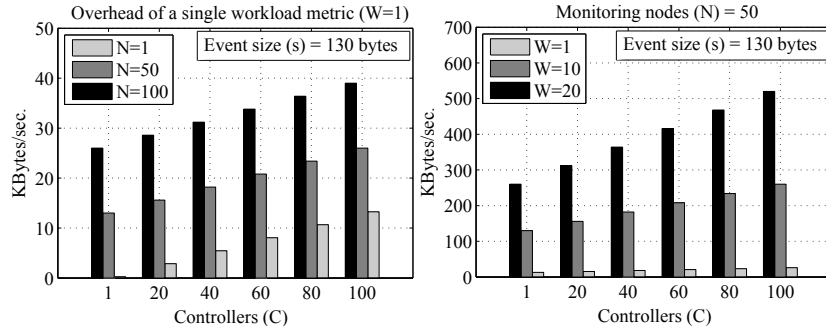 Overhead of a single workload metric (W=1)
50
40
30
20
10
0
KBytes/sec.
N=1
N=50
N=100
Event size (s) = 130 bytes
1 20 40 60 80 100
Controllers (C)
Monitoring nodes (N) = 50
700
600
500
400
300
200
100
0
KBytes/sec.
W=1
W=10
W=20
Event size (s) = 130 bytes
1 20 40 60 80 100
Controllers (C)